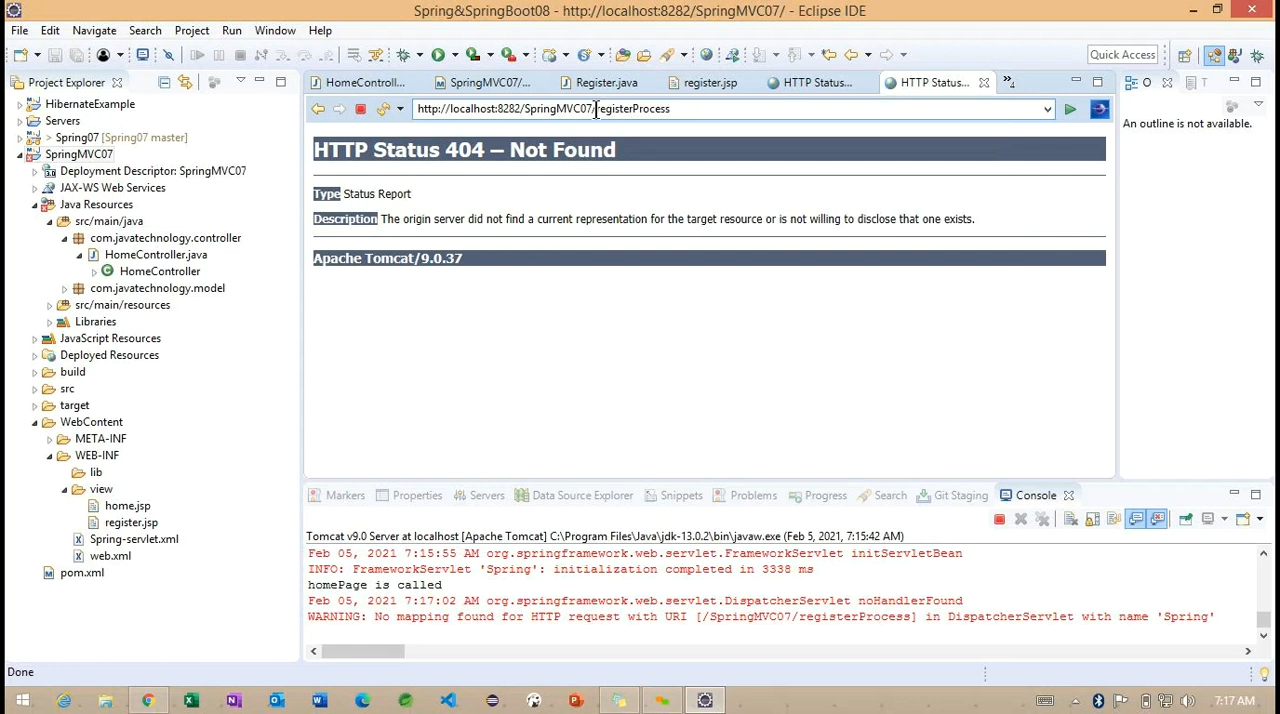 Spring&SpringBoot08 - http://localhost:8282/SpringMVC07/ - Eclipse IDE
File Edit Navigate Search Project Run Window Help
Quick Access
Project Explorer
HomeControll...
SpringMVC07/...
Register.java
register.jsp
HTTP Status...
HTTP Status...
»4
O
T
http://localhost:8282/SpringMVC07/registerProcess
An outline is not available.
HibernateExample
Servers
> Spring07 [Spring07 master]
SpringMVC07
Deployment Descriptor: SpringMVC07
JAX-WS Web Services
Java Resources
src/main/java
com.javatechnology.controller
HomeController.java
HomeController
com.javatechnology.model
src/main/resources
Libraries
JavaScript Resources
Deployed Resources
build
src
target
WebContent
META-INF
WEB-INF
lib
view
home.jsp
register.jsp
Spring-servlet.xml
web.xml
pom.xml
HTTP Status 404 – Not Found
Type Status Report
Description The origin server did not find a current representation for the target resource or is not willing to disclose that one exists.
Apache Tomcat/9.0.37
Markers Properties Servers Data Source Explorer Snippets Problems Progress Search Git Staging Console
Tomcat v9.0 Server at localhost [Apache Tomcat] C:\Program Files\Java\jdk-13.0.2\bin\javaw.exe (Feb 5, 2021, 7:15:42 AM)
Feb 05, 2021 7:15:55 AM org.springframework.web.servlet.FrameworkServlet initServletBean
INFO: FrameworkServlet 'Spring': initialization completed in 3338 ms
homePage is called
Feb 05, 2021 7:17:02 AM org.springframework.web.servlet.DispatcherServlet noHandlerFound
WARNING: No mapping found for HTTP request with URI [/SpringMVC07/registerProcess] in DispatcherServlet with name 'Spring'
Done
7:17 AM